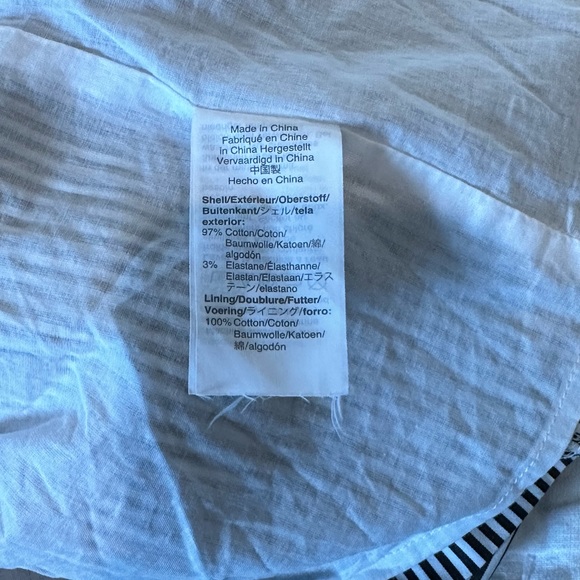 Made in China
Fabriqué en Chine
in China Hergestellt
Vervaardigd in China
中国製
Hecho en China
Shell/Extérieur/Oberstoff/
Buitenkant/シェル/tela
exterior:
97% Cotton/Coton/
Baumwolle/Katoen/綿/
algodón
3% Elastane/Élasthanne/
Elastan/Elastaan/エラス
テーン/elastano
Lining/Doublure/Futter/
Voering/ライニング/forro:
100% Cotton/Coton/
Baumwolle/Katoen/
綿/algodón